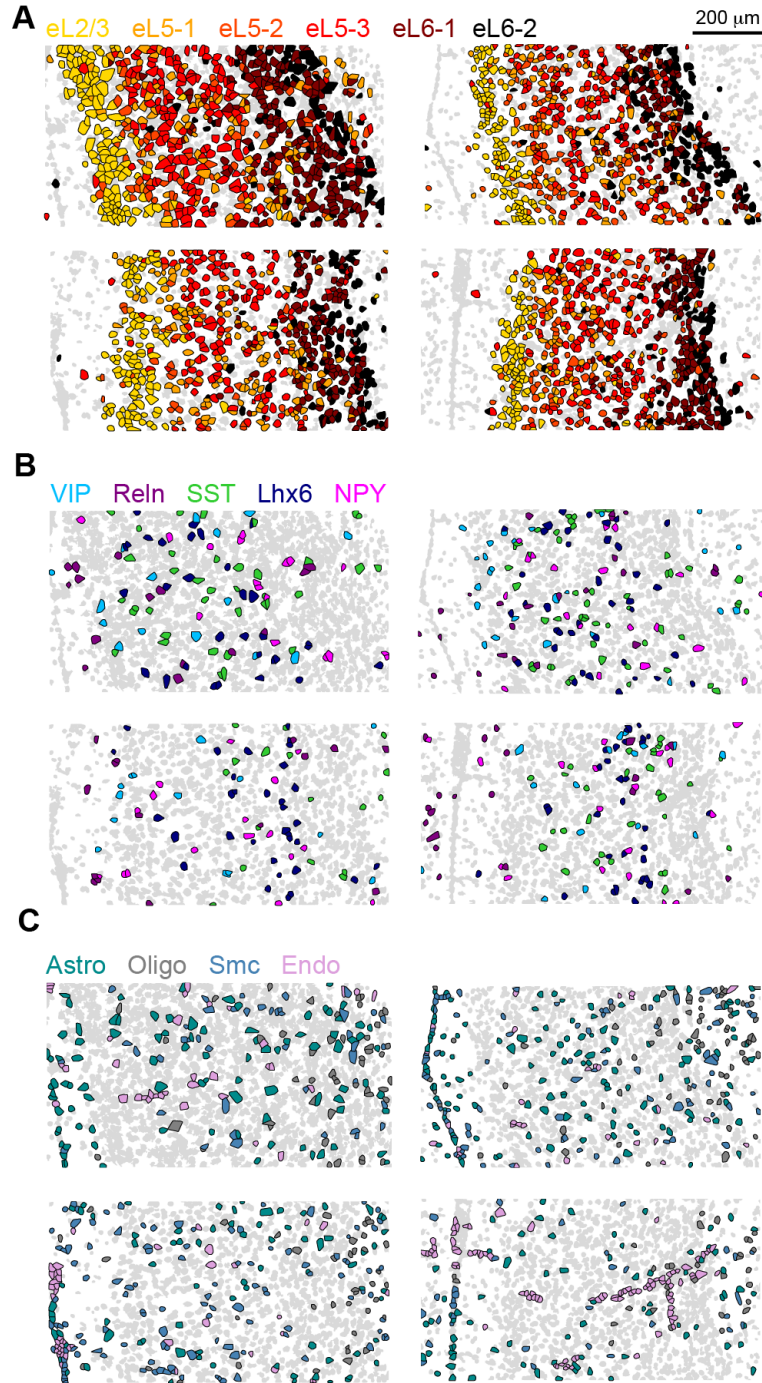 A
eL2/3 eL5-1 eL5-2 eL5-3 eL6-1 eL6-2 200 μm
B
VIP Reln SST Lhx6 NPY
C
Astro Oligo Smc Endo